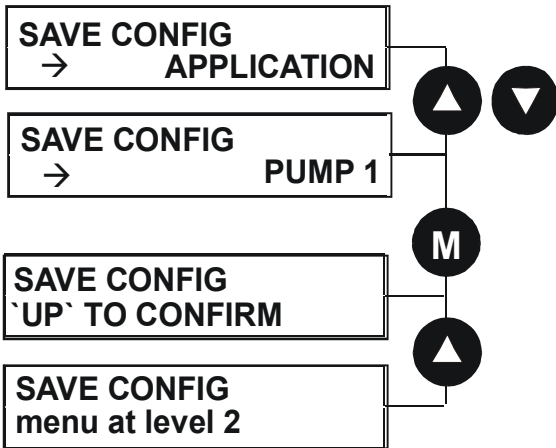 SAVE CONFIG
→ APPLICATION
SAVE CONFIG
→ PUMP 1
M
SAVE CONFIG
`UP` TO CONFIRM
SAVE CONFIG
menu at level 2